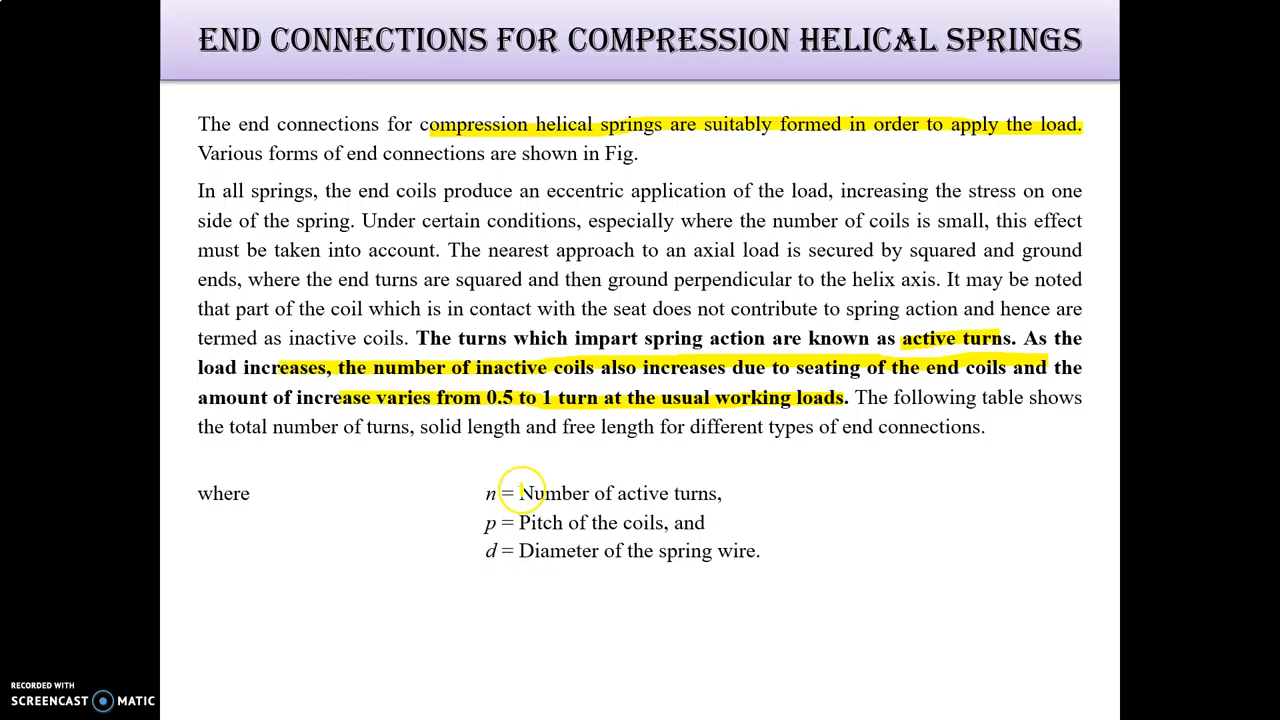 END CONNECTIONS FOR COMPRESSION HELICAL SPRINGS
The end connections for compression helical springs are suitably formed in order to apply the load.
Various forms of end connections are shown in Fig.
In all springs, the end coils produce an eccentric application of the load, increasing the stress on one
side of the spring. Under certain conditions, especially where the number of coils is small, this effect
must be taken into account. The nearest approach to an axial load is secured by squared and ground
ends, where the end turns are squared and then ground perpendicular to the helix axis. It may be noted
that part of the coil which is in contact with the seat does not contribute to spring action and hence are
termed as inactive coils. The turns which impart spring action are known as active turns. As the
load increases, the number of inactive coils also increases due to seating of the end coils and the
amount of increase varies from 0.5 to 1 turn at the usual working loads. The following table shows
the total number of turns, solid length and free length for different types of end connections.
where n = Number of active turns,
p = Pitch of the coils, and
d = Diameter of the spring wire.
RECORDED WITH
SCREENCAST MATIC